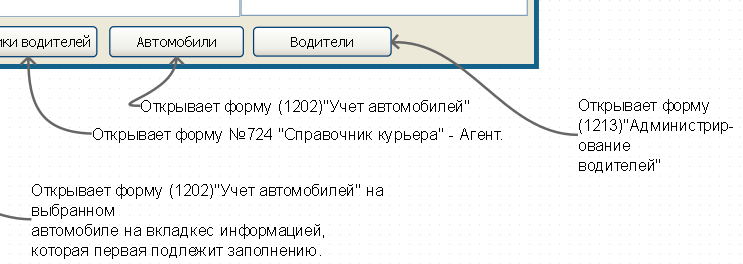 водителей Автомобили Водители
Открывает форму (1202)"Учет автомобилей"
Открывает форму №724 "Справочник курьера" - Агент.
Открывает форму
(1213)"Администрир-
ование
водителей"
Открывает форму (1202)"Учет автомобилей" на
выбранном
автомобиле на вкладкес информацией,
которая первая подлежит заполнению.